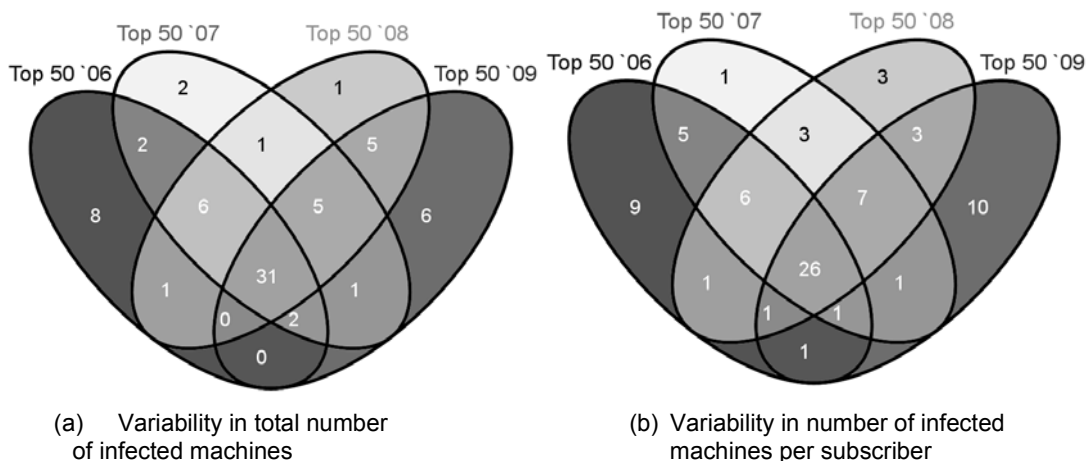 Top 50 `07
Top 50 `08
Top 50 `06
Top 50 `09
2
1
2
1
5
8
6
5
6
31
1
1
0
2
0
(a) Variability in total number
of infected machines
Top 50 `07
Top 50 `08
Top 50 `06
Top 50 `09
1
3
5
3
3
9
6
7
10
26
1
1
1
1
1
(b) Variability in number of infected
machines per subscriber